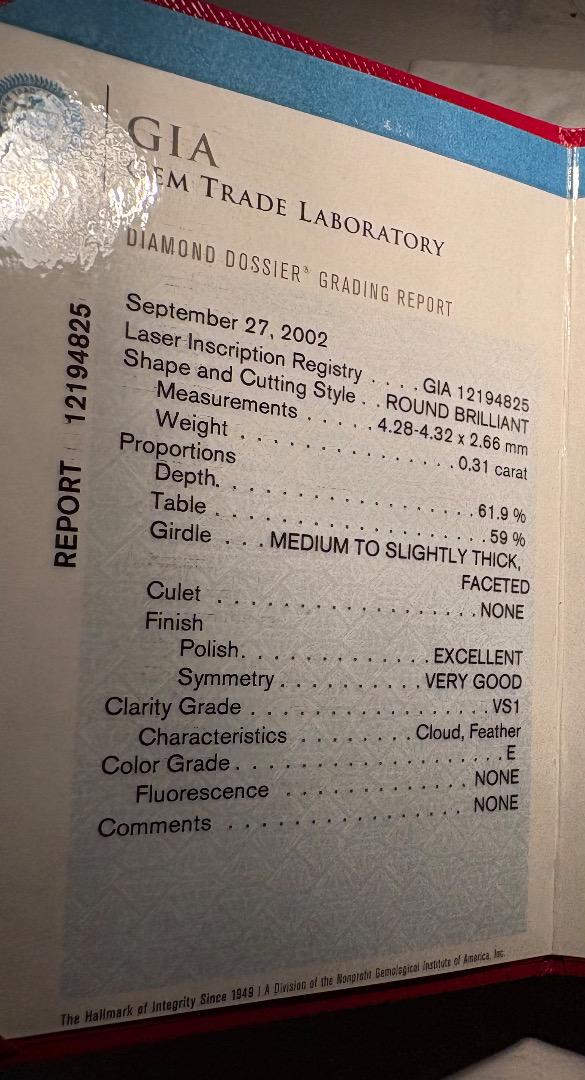 GIA
GEM TRADE LABORATORY
DIAMOND DOSSIER® GRADING REPORT
REPORT 12194825
September 27, 2002
Laser Inscription Registry . . . . GIA 12194825
Shape and Cutting Style . . ROUND BRILLIANT
Measurements . . . . . . 4.28-4.32 x 2.66 mm
Weight . . . . . . . . . . . . . . . 0.31 carat
Proportions
Depth. . . . . . . . . . . . . . . . . . 61.9 %
Table . . . . . . . . . . . . . . . . . . 59 %
Girdle . . . . MEDIUM TO SLIGHTLY THICK,
FACETED
Culet . . . . . . . . . . . . . . . . . . NONE
Finish
Polish. . . . . . . . . . . . . . EXCELLENT
Symmetry . . . . . . . . . . VERY GOOD
Clarity Grade . . . . . . . . . . . . . . . . . VS1
Characteristics . . . . . . . . Cloud, Feather
Color Grade . . . . . . . . . . . . . . . . . . . E
Fluorescence . . . . . . . . . . . . . NONE
Comments . . . . . . . . . . . . . . . . . NONE
The Hallmark of Integrity Since 1949 | A Division of the Nonprofit Gemological Institute of America, Inc.